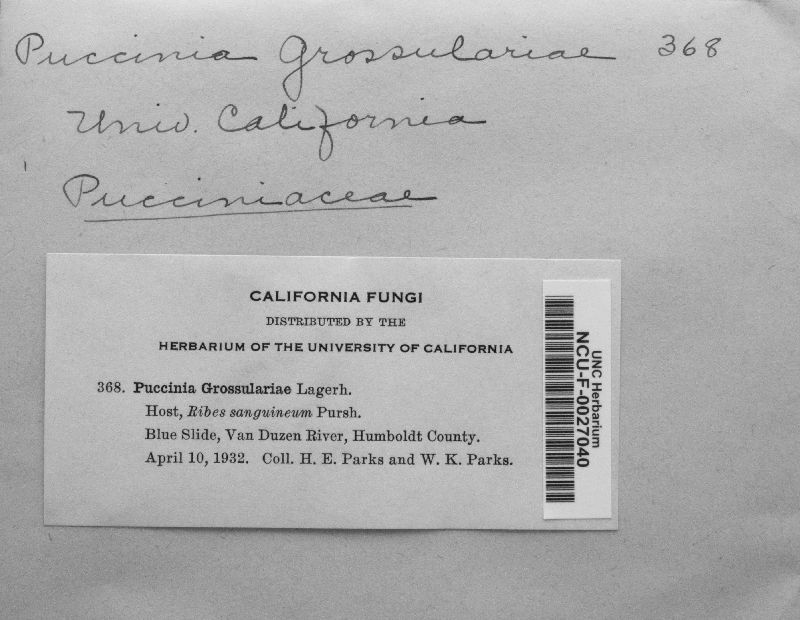 Puccinia Grossulariae 368
Univ. California
Pucciniaceae
CALIFORNIA FUNGI
DISTRIBUTED BY THE
HERBARIUM OF THE UNIVERSITY OF CALIFORNIA
368. Puccinia Grossulariae Lagerh.
Host, Ribes sanguineum Pursh.
Blue Slide, Van Duzen River, Humboldt County.
April 10, 1932. Coll. H. E. Parks and W. K. Parks.
UNC Herbarium
NCU-F-0027040